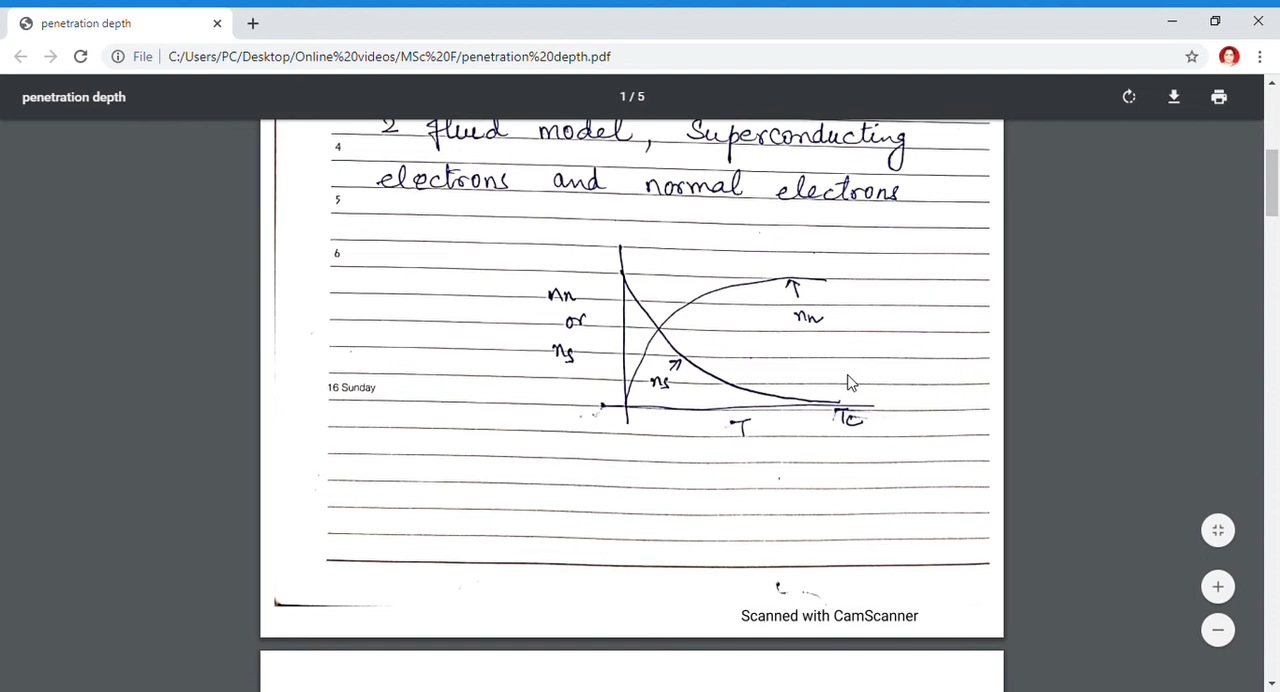 penetration depth
File
C:/Users/PC/Desktop/Online%20videos/MSc%20F/penetration%20depth.pdf
penetration depth
1 / 5
2 fluid model, Superconducting
4
electrons and normal electrons
5
6
nn
or
ns
nn
ns
16 Sunday
T
Tc
Scanned with CamScanner